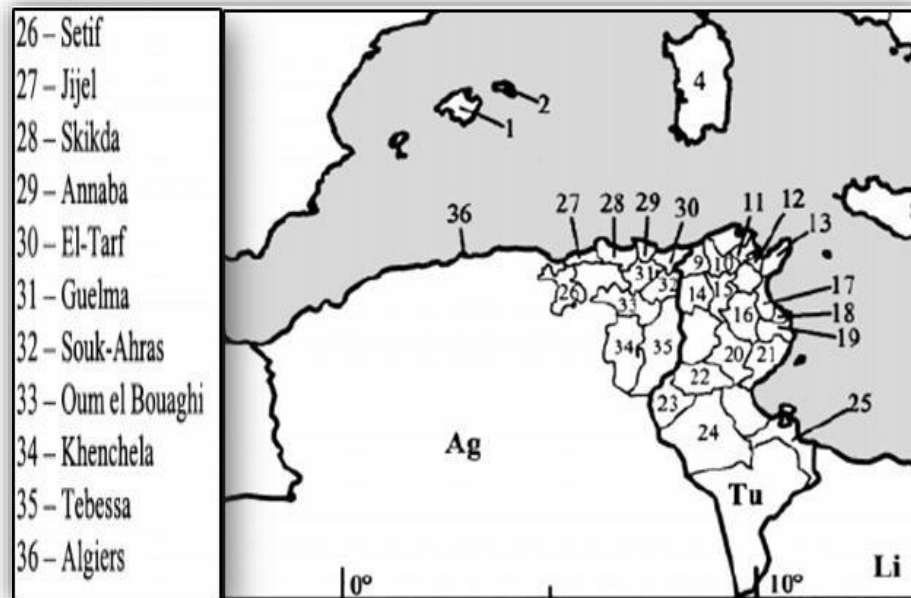 26 – Setif
27 – Jijel
28 – Skikda
29 – Annaba
30 – El-Tarf
31 – Guelma
32 – Souk-Ahras
33 – Oum el Bouaghi
34 – Khenchela
35 – Tebessa
36 – Algiers
4
2
1
36
27
28
29
30
11
12
13
9
10
31
32
26
14
15
17
33
16
18
19
34
35
20
21
22
23
25
24
Ag
Tu
Li
0°
10°